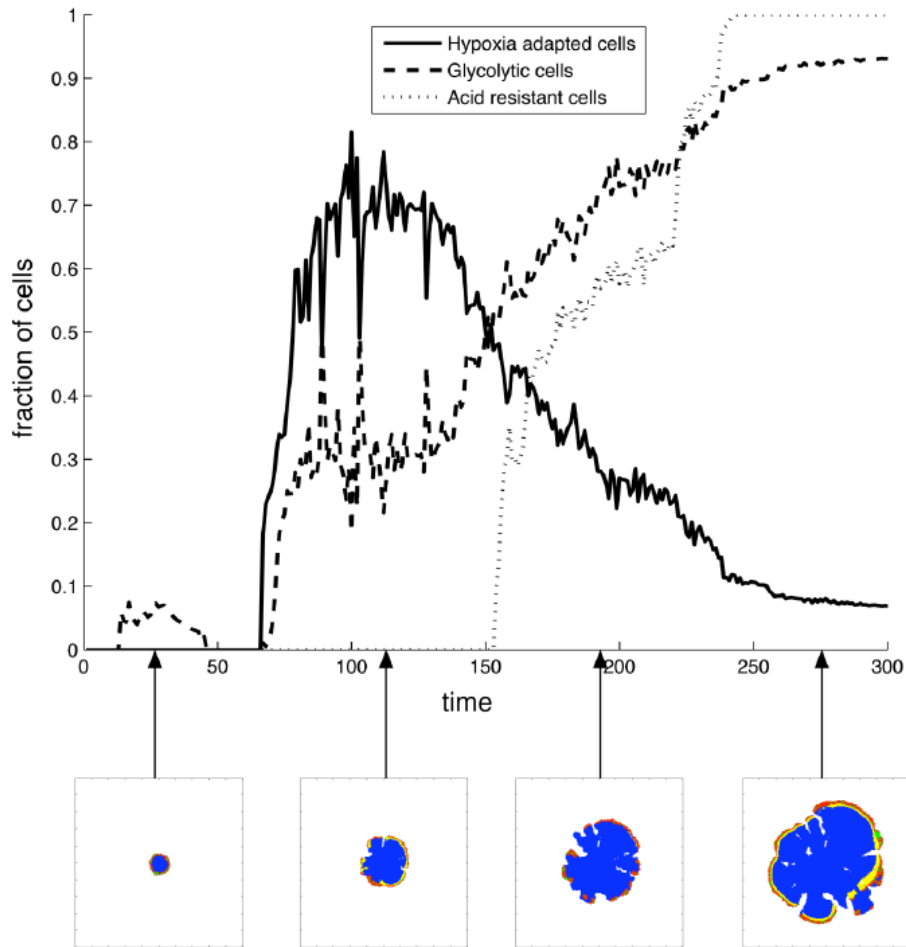 1
0.9
0.8
0.7
0.6
0.5
0.4
0.3
0.2
0.1
0
fraction of cells
Hypoxia adapted cells
Glycolytic cells
Acid resistant cells
0 50 100 150 200 250 300
time